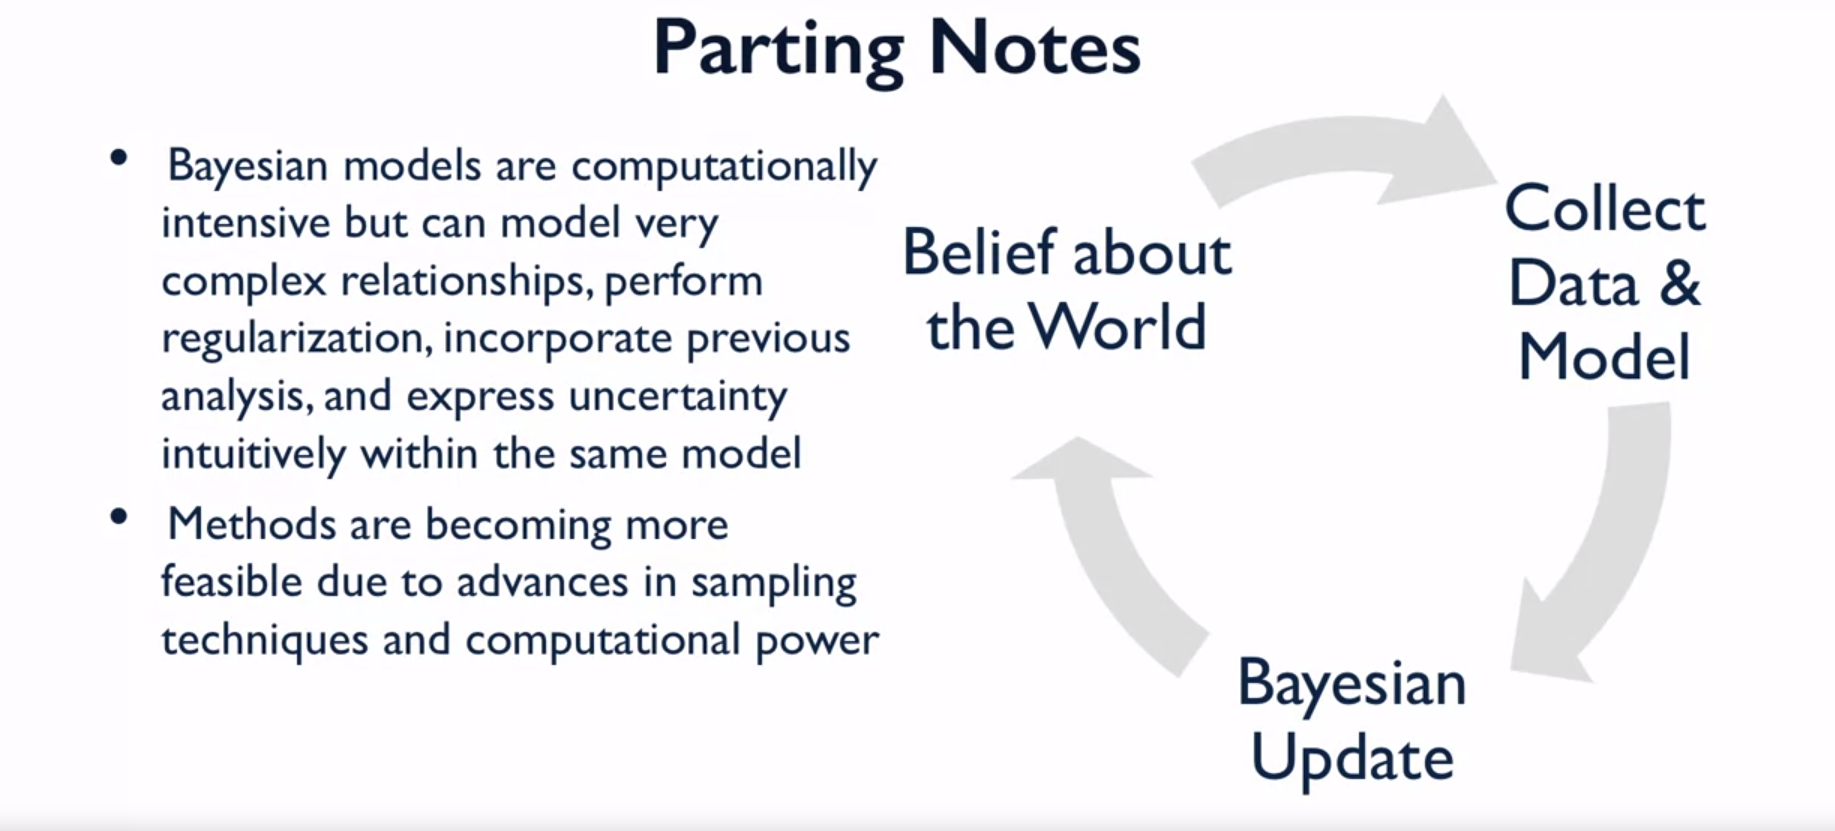 Parting Notes
• Bayesian models are computationally
intensive but can model very
complex relationships, perform
regularization, incorporate previous
analysis, and express uncertainty
intuitively within the same model
• Methods are becoming more
feasible due to advances in sampling
techniques and computational power
Belief about
the World
Collect
Data &
Model
Bayesian
Update